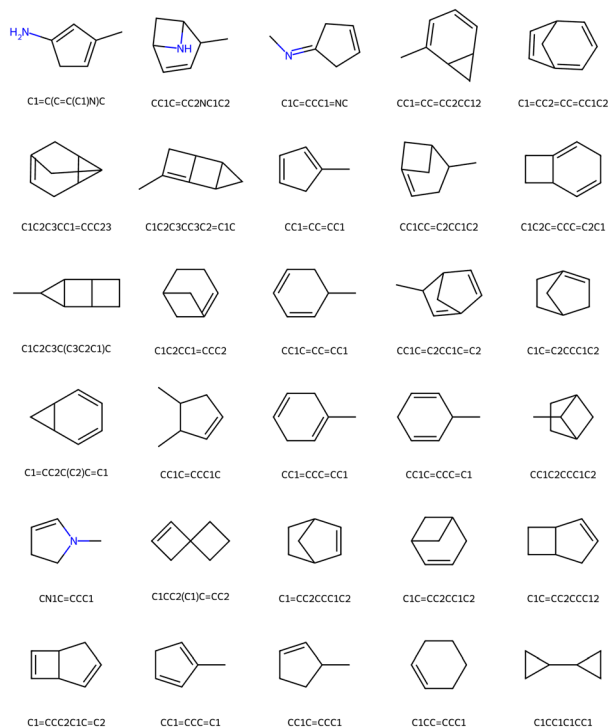 H₂N
NH
N
C1=C(C=C(C1)N)C CC1C=CC2NC1C2 C1C=CCC1=NC CC1=CC=CC2CC12 C1=CC2=CC=CC1C2
C1C2C3CC1=CCC23 C1C2C3CC3C2=C1C CC1=CC=CC1 CC1CC=C2CC1C2 C1C2C=CCC=C2C1
C1C2C3C(C3C2C1)C C1C2CC1=CCC2 CC1C=CC=CC1 CC1C=C2CC1C=C2 C1C=C2CCC1C2
C1=CC2C(C2)C=C1 CC1C=CCC1C CC1=CCC=CC1 CC1C=CCC=C1 CC1C2CCC1C2
N
CN1C=CCC1 C1CC2(C1)C=CC2 C1=CC2CCC1C2 C1C=CC2CC1C2 C1C=CC2CCC12
C1=CCC2C1C=C2 CC1=CCC=C1 CC1C=CCC1 C1CC=CCC1 C1CC1C1CC1